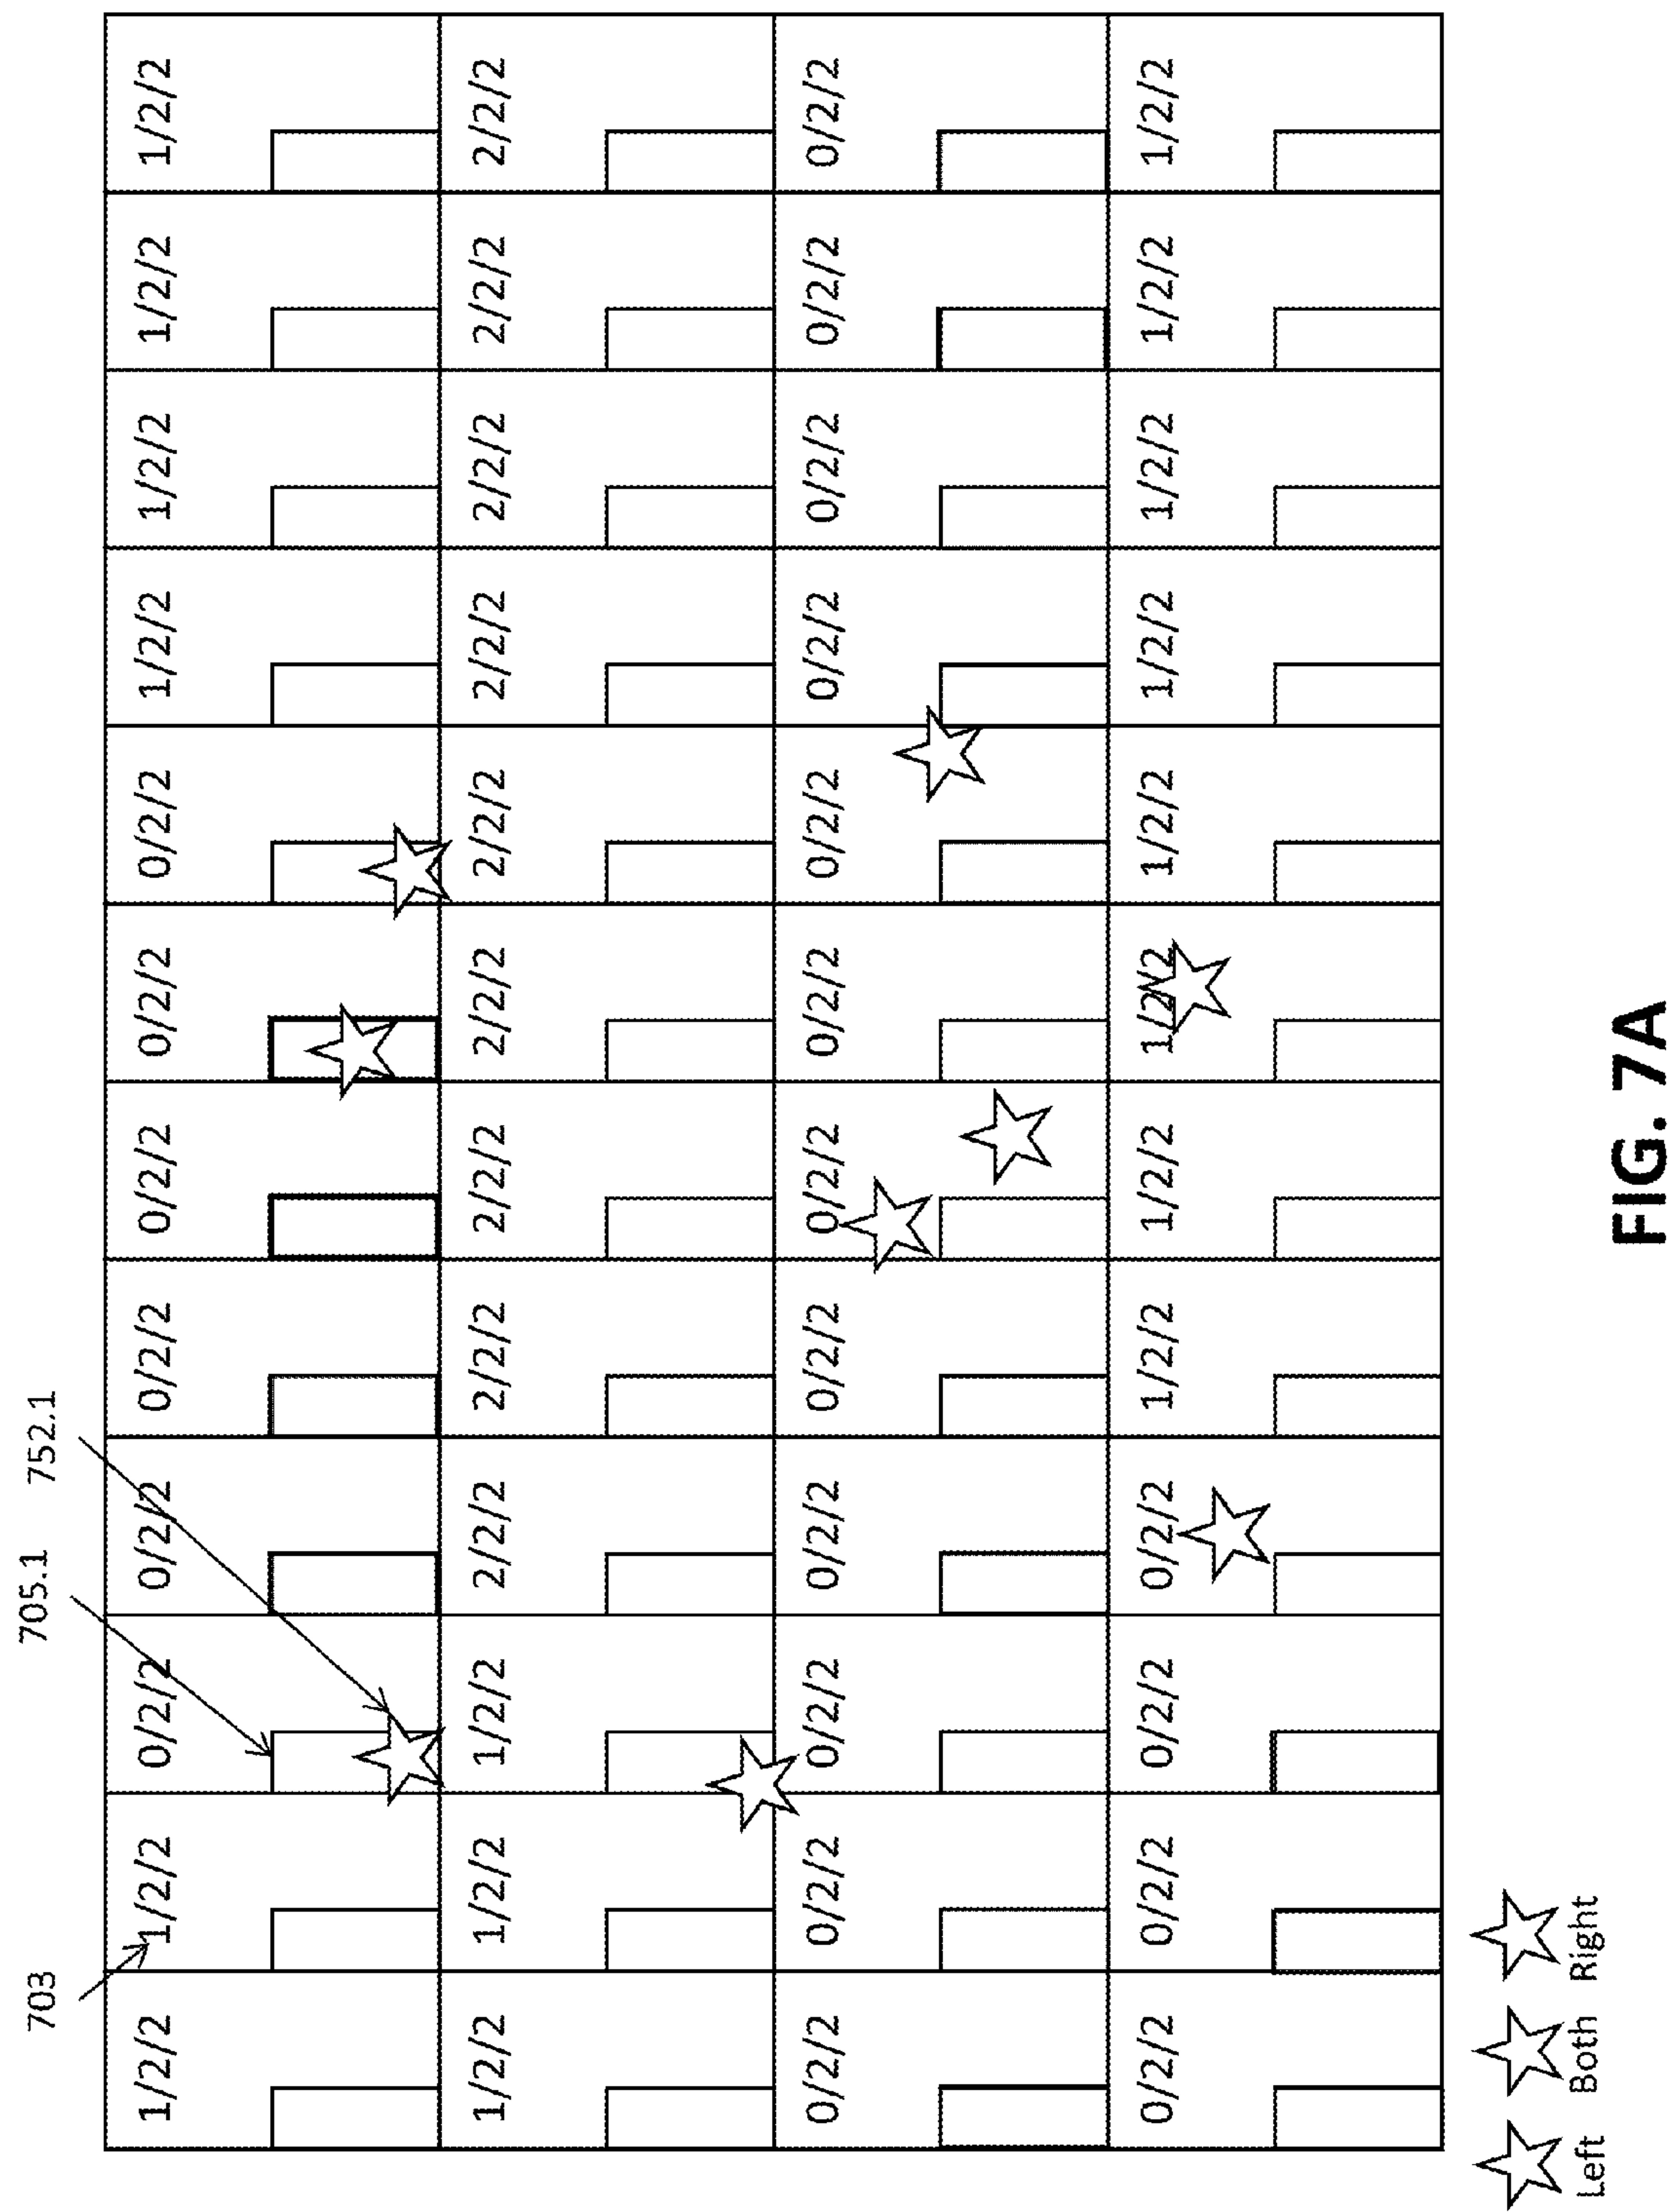 703 705.1 752.1
1/2/2 1/2/2 0/2/2 0/2/2 0/2/2 0/2/2 0/2/2 0/2/2 1/2/2 1/2/2 1/2/2 1/2/2
1/2/2 1/2/2 1/2/2 2/2/2 2/2/2 2/2/2 2/2/2 2/2/2 2/2/2 2/2/2 2/2/2 2/2/2
0/2/2 0/2/2 0/2/2 0/2/2 0/2/2 0/2/2 0/2/2 0/2/2 0/2/2 0/2/2 0/2/2 0/2/2
0/2/2 0/2/2 0/2/2 0/2/2 1/2/2 1/2/2 1/2/2 1/2/2 1/2/2 1/2/2 1/2/2 1/2/2
Left Both Right
FIG. 7A